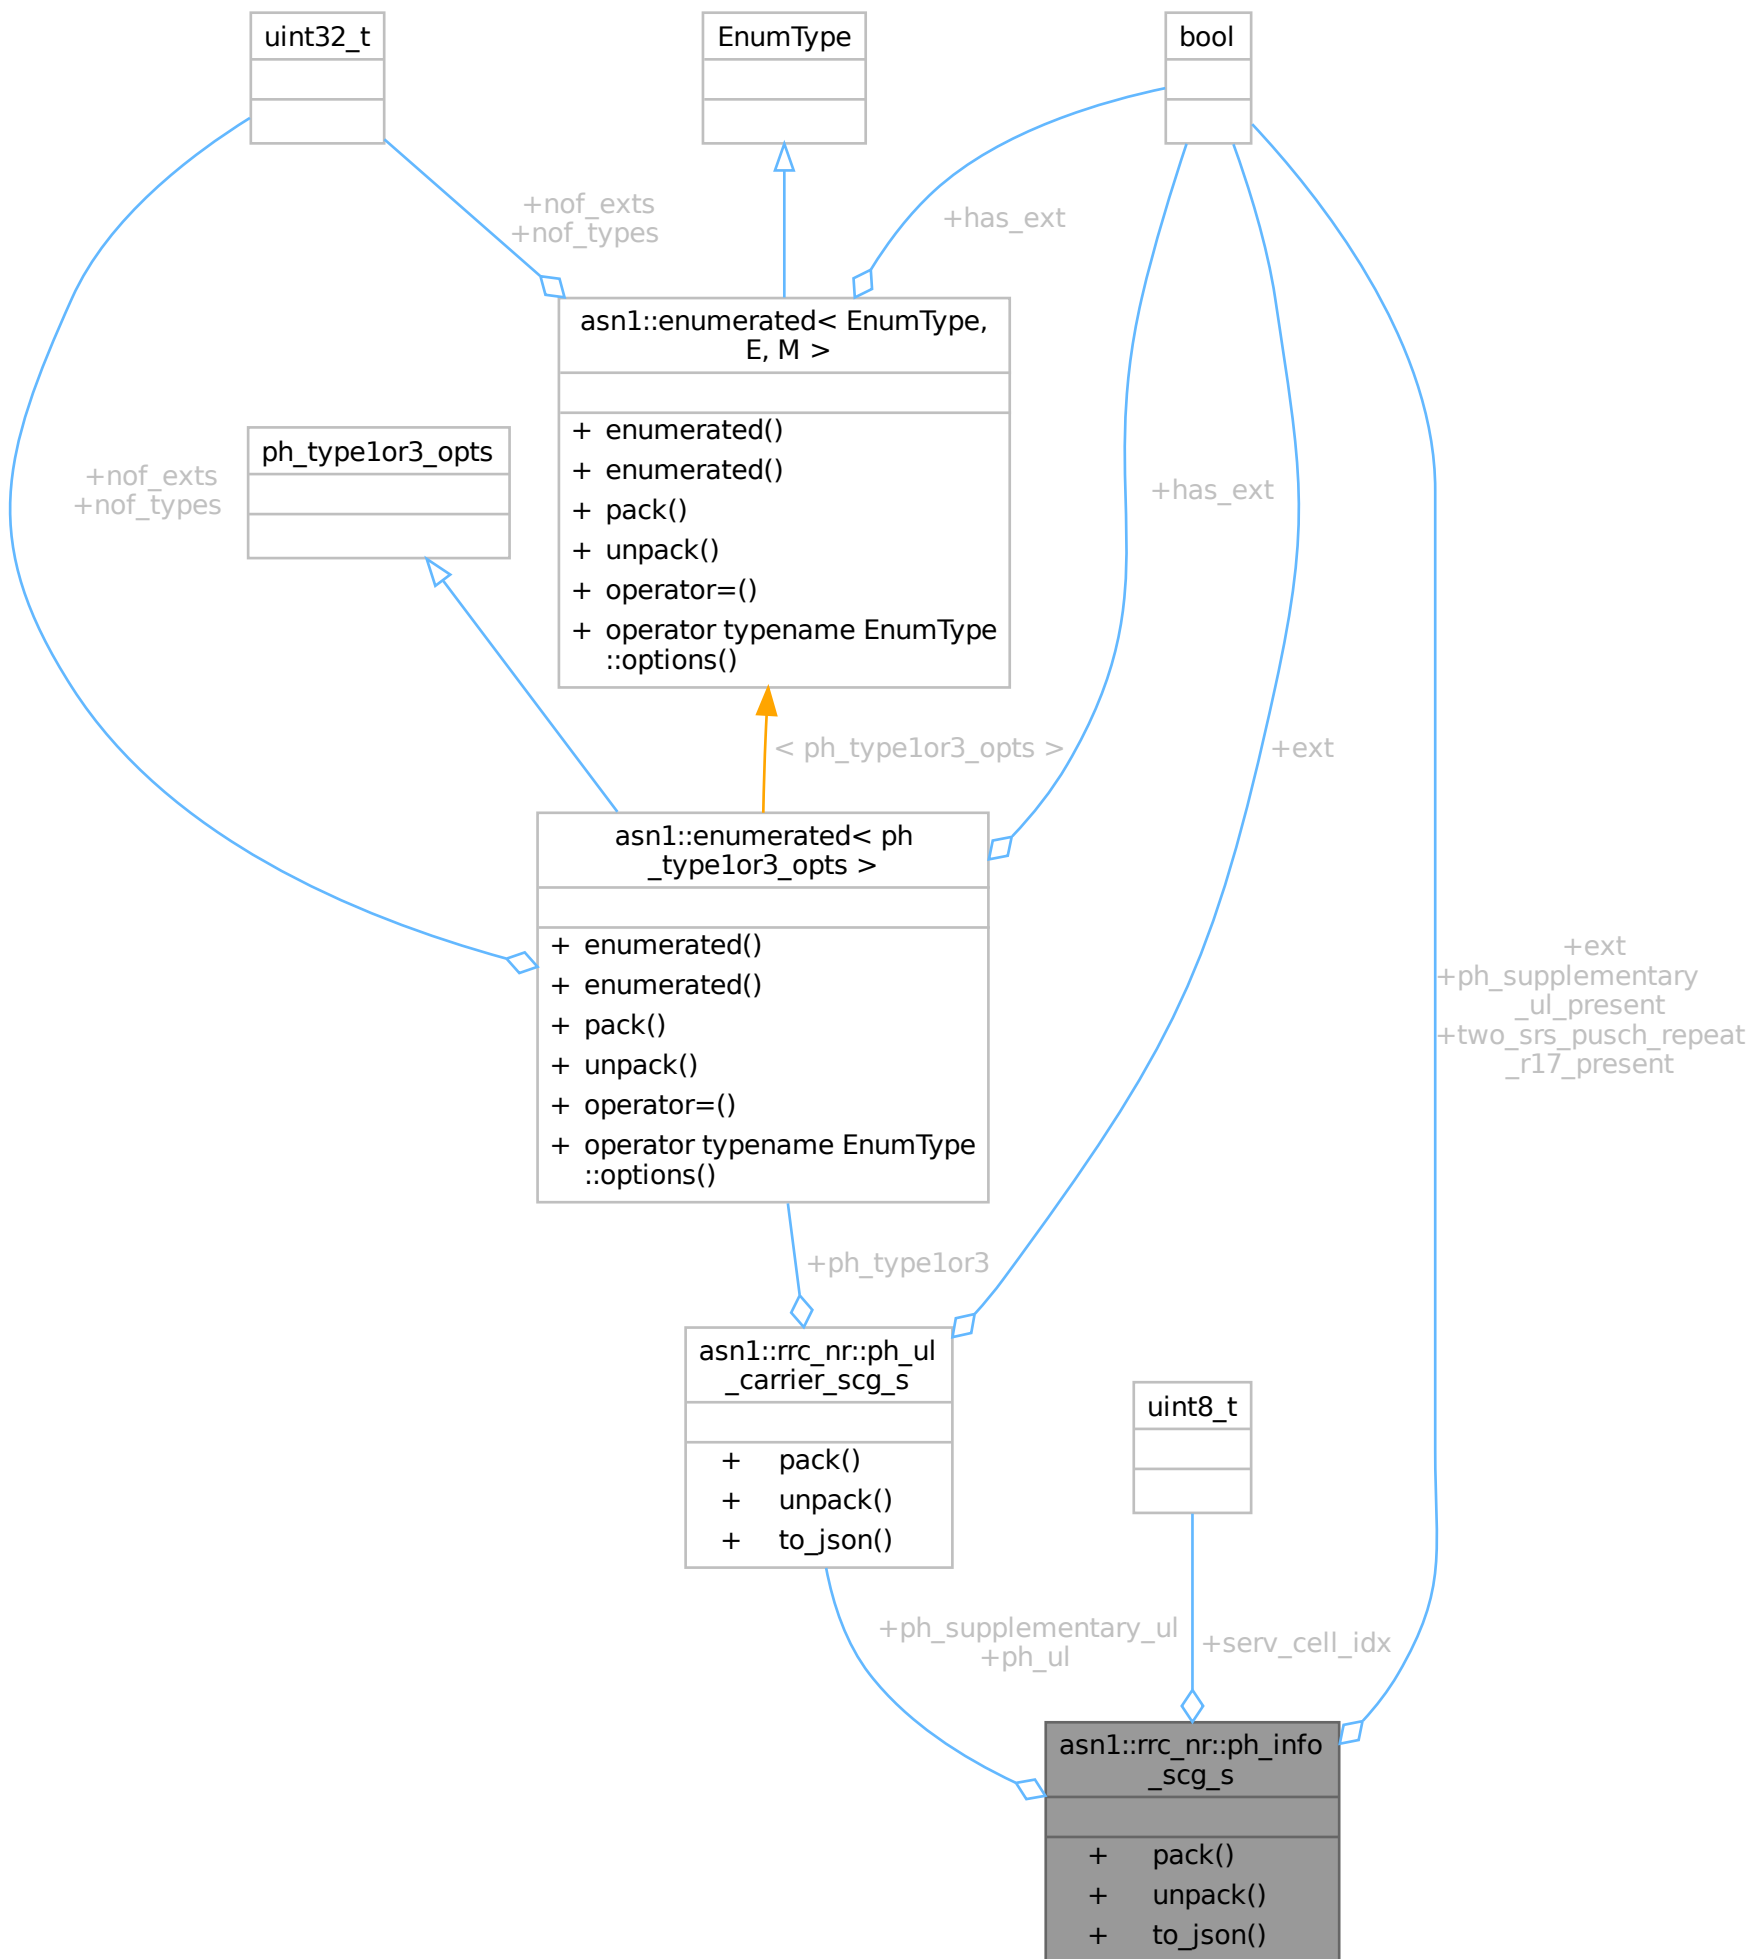 uint32_t
EnumType
bool
+nof_exts
+nof_types
+has_ext
asn1::enumerated< EnumType,
E, M >
+ enumerated()
+ enumerated()
+ pack()
+ unpack()
+ operator=()
+ operator typename EnumType
::options()
ph_type1or3_opts
+nof_exts
+nof_types
+has_ext
< ph_type1or3_opts >
+ext
asn1::enumerated< ph
_type1or3_opts >
+ enumerated()
+ enumerated()
+ pack()
+ unpack()
+ operator=()
+ operator typename EnumType
::options()
+ext
+ph_supplementary
_ul_present
+two_srs_pusch_repeat
_r17_present
+ph_type1or3
asn1::rrc_nr::ph_ul
_carrier_scg_s
+ pack()
+ unpack()
+ to_json()
uint8_t
+ph_supplementary_ul
+ph_ul
+serv_cell_idx
asn1::rrc_nr::ph_info
_scg_s
+ pack()
+ unpack()
+ to_json()